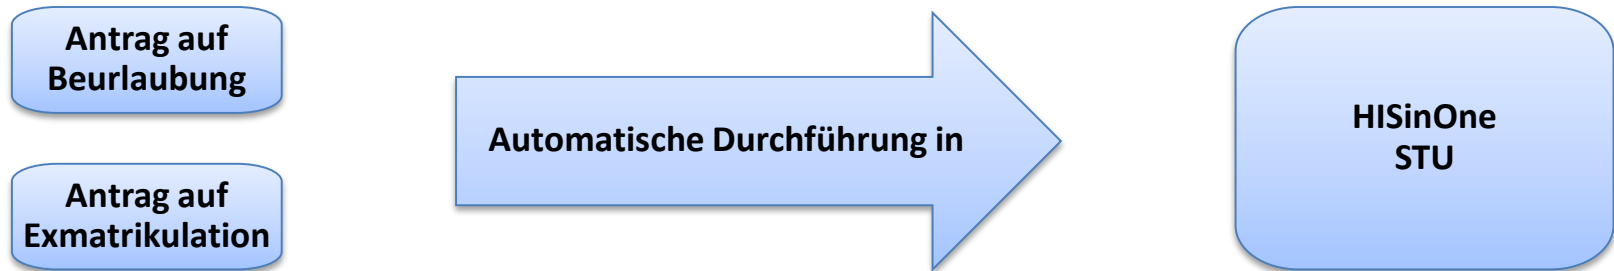 Antrag auf
Beurlaubung
Antrag auf
Exmatrikulation
Automatische Durchführung in
HISinOne
STU